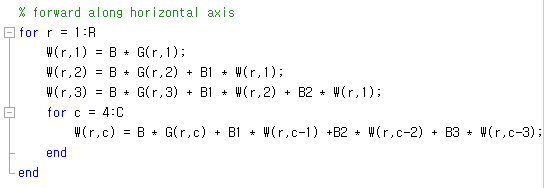 % forward along horizontal axis
for r = 1:R
W(r,1) = B * G(r,1);
W(r,2) = B * G(r,2) + B1 * W(r,1);
W(r,3) = B * G(r,3) + B1 * W(r,2) + B2 * W(r,1);
for c = 4:C
W(r,c) = B * G(r,c) + B1 * W(r,c-1) +B2 * W(r,c-2) + B3 * W(r,c-3);
end
end